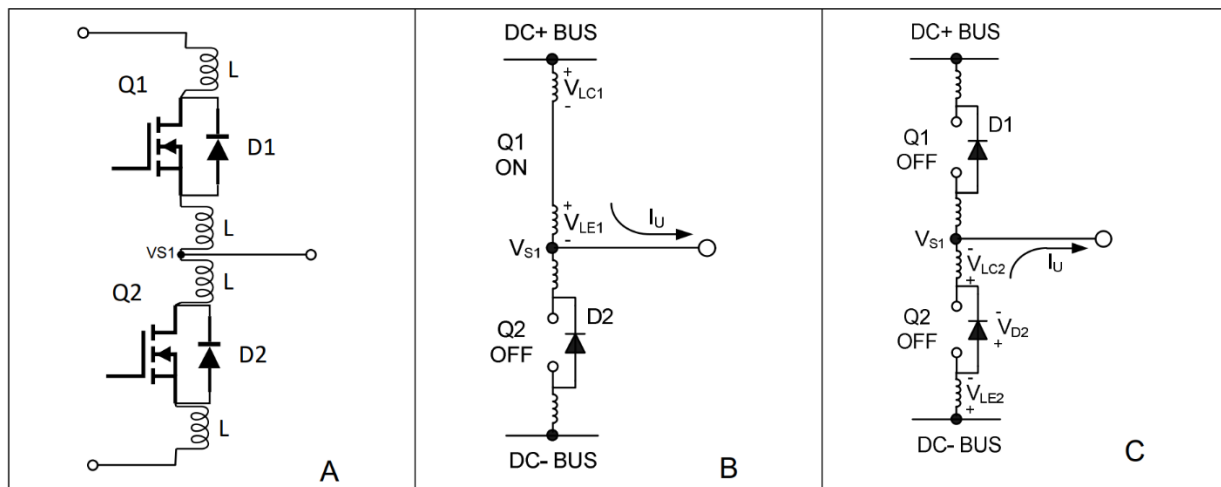 L
Q1
D1
L
VS1
L
Q2
D2
L
A
DC+ BUS
+
VLC1
-
Q1
ON
+
VLE1
-
IU
VS1
D2
Q2
OFF
DC- BUS
B
DC+ BUS
D1
Q1
OFF
VS1
-
VLC2
+
IU
Q2
OFF
-
VD2
+
-
VLE2
+
DC- BUS
C